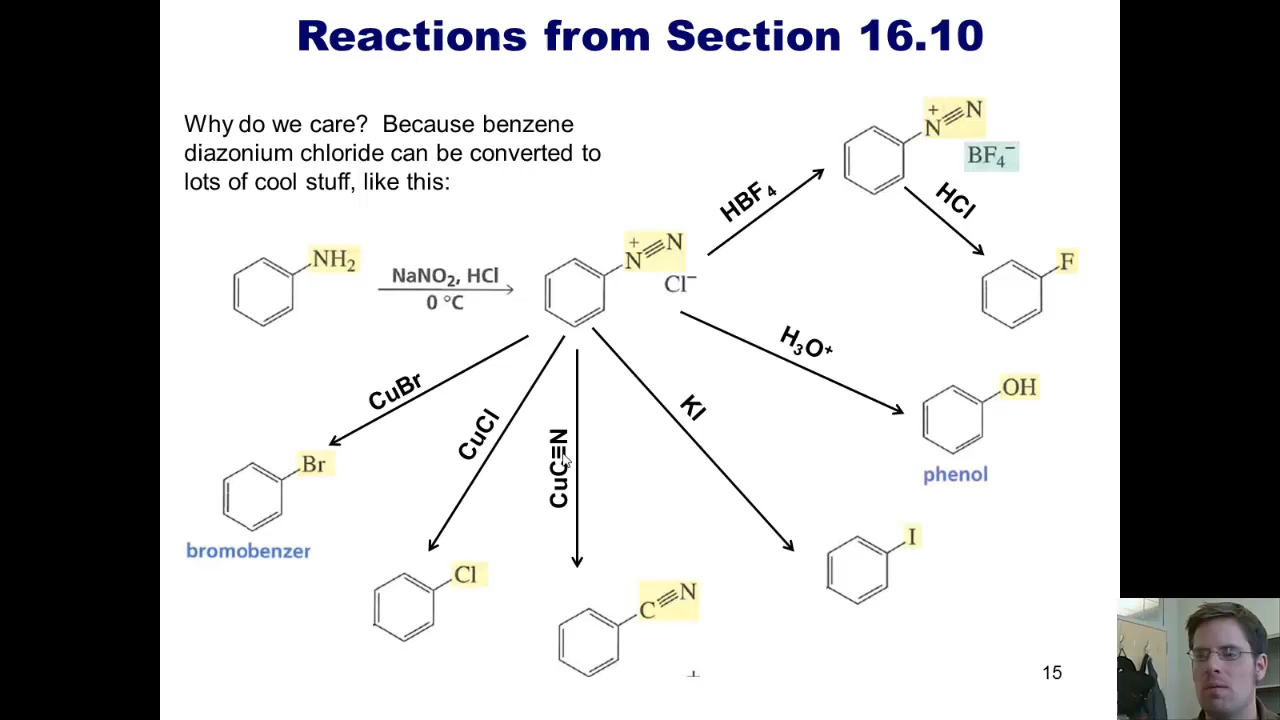 Reactions from Section 16.10
Why do we care? Because benzene
diazonium chloride can be converted to
lots of cool stuff, like this:
N⁺≡N
BF₄⁻
HBF₄
HCl
NH₂
NaNO₂, HCl
0 °C
N⁺≡N
Cl⁻
F
H₃O⁺
CuBr
CuCl
CuC≡N
KI
OH
phenol
Br
bromobenzer
I
Cl
C≡N
+
15